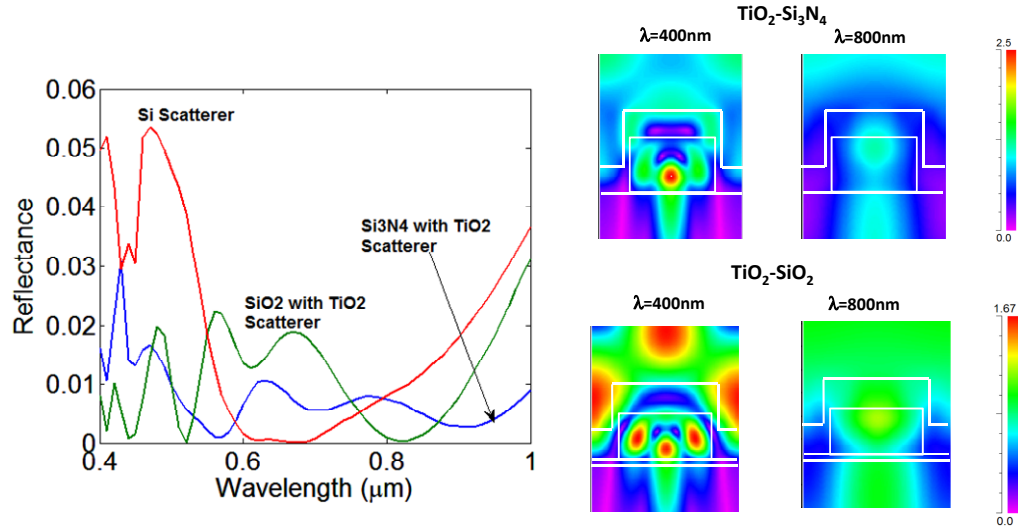 0.06
0.05
0.04
0.03
0.02
0.01
0
0.4
0.6
0.8
1
Reflectance
Wavelength (μm)
Si Scatterer
Si3N4 with TiO2
Scatterer
SiO2 with TiO2
Scatterer
TiO₂-Si₃N₄
λ=400nm
λ=800nm
2.5
0.0
TiO₂-SiO₂
λ=400nm
λ=800nm
1.67
0.0